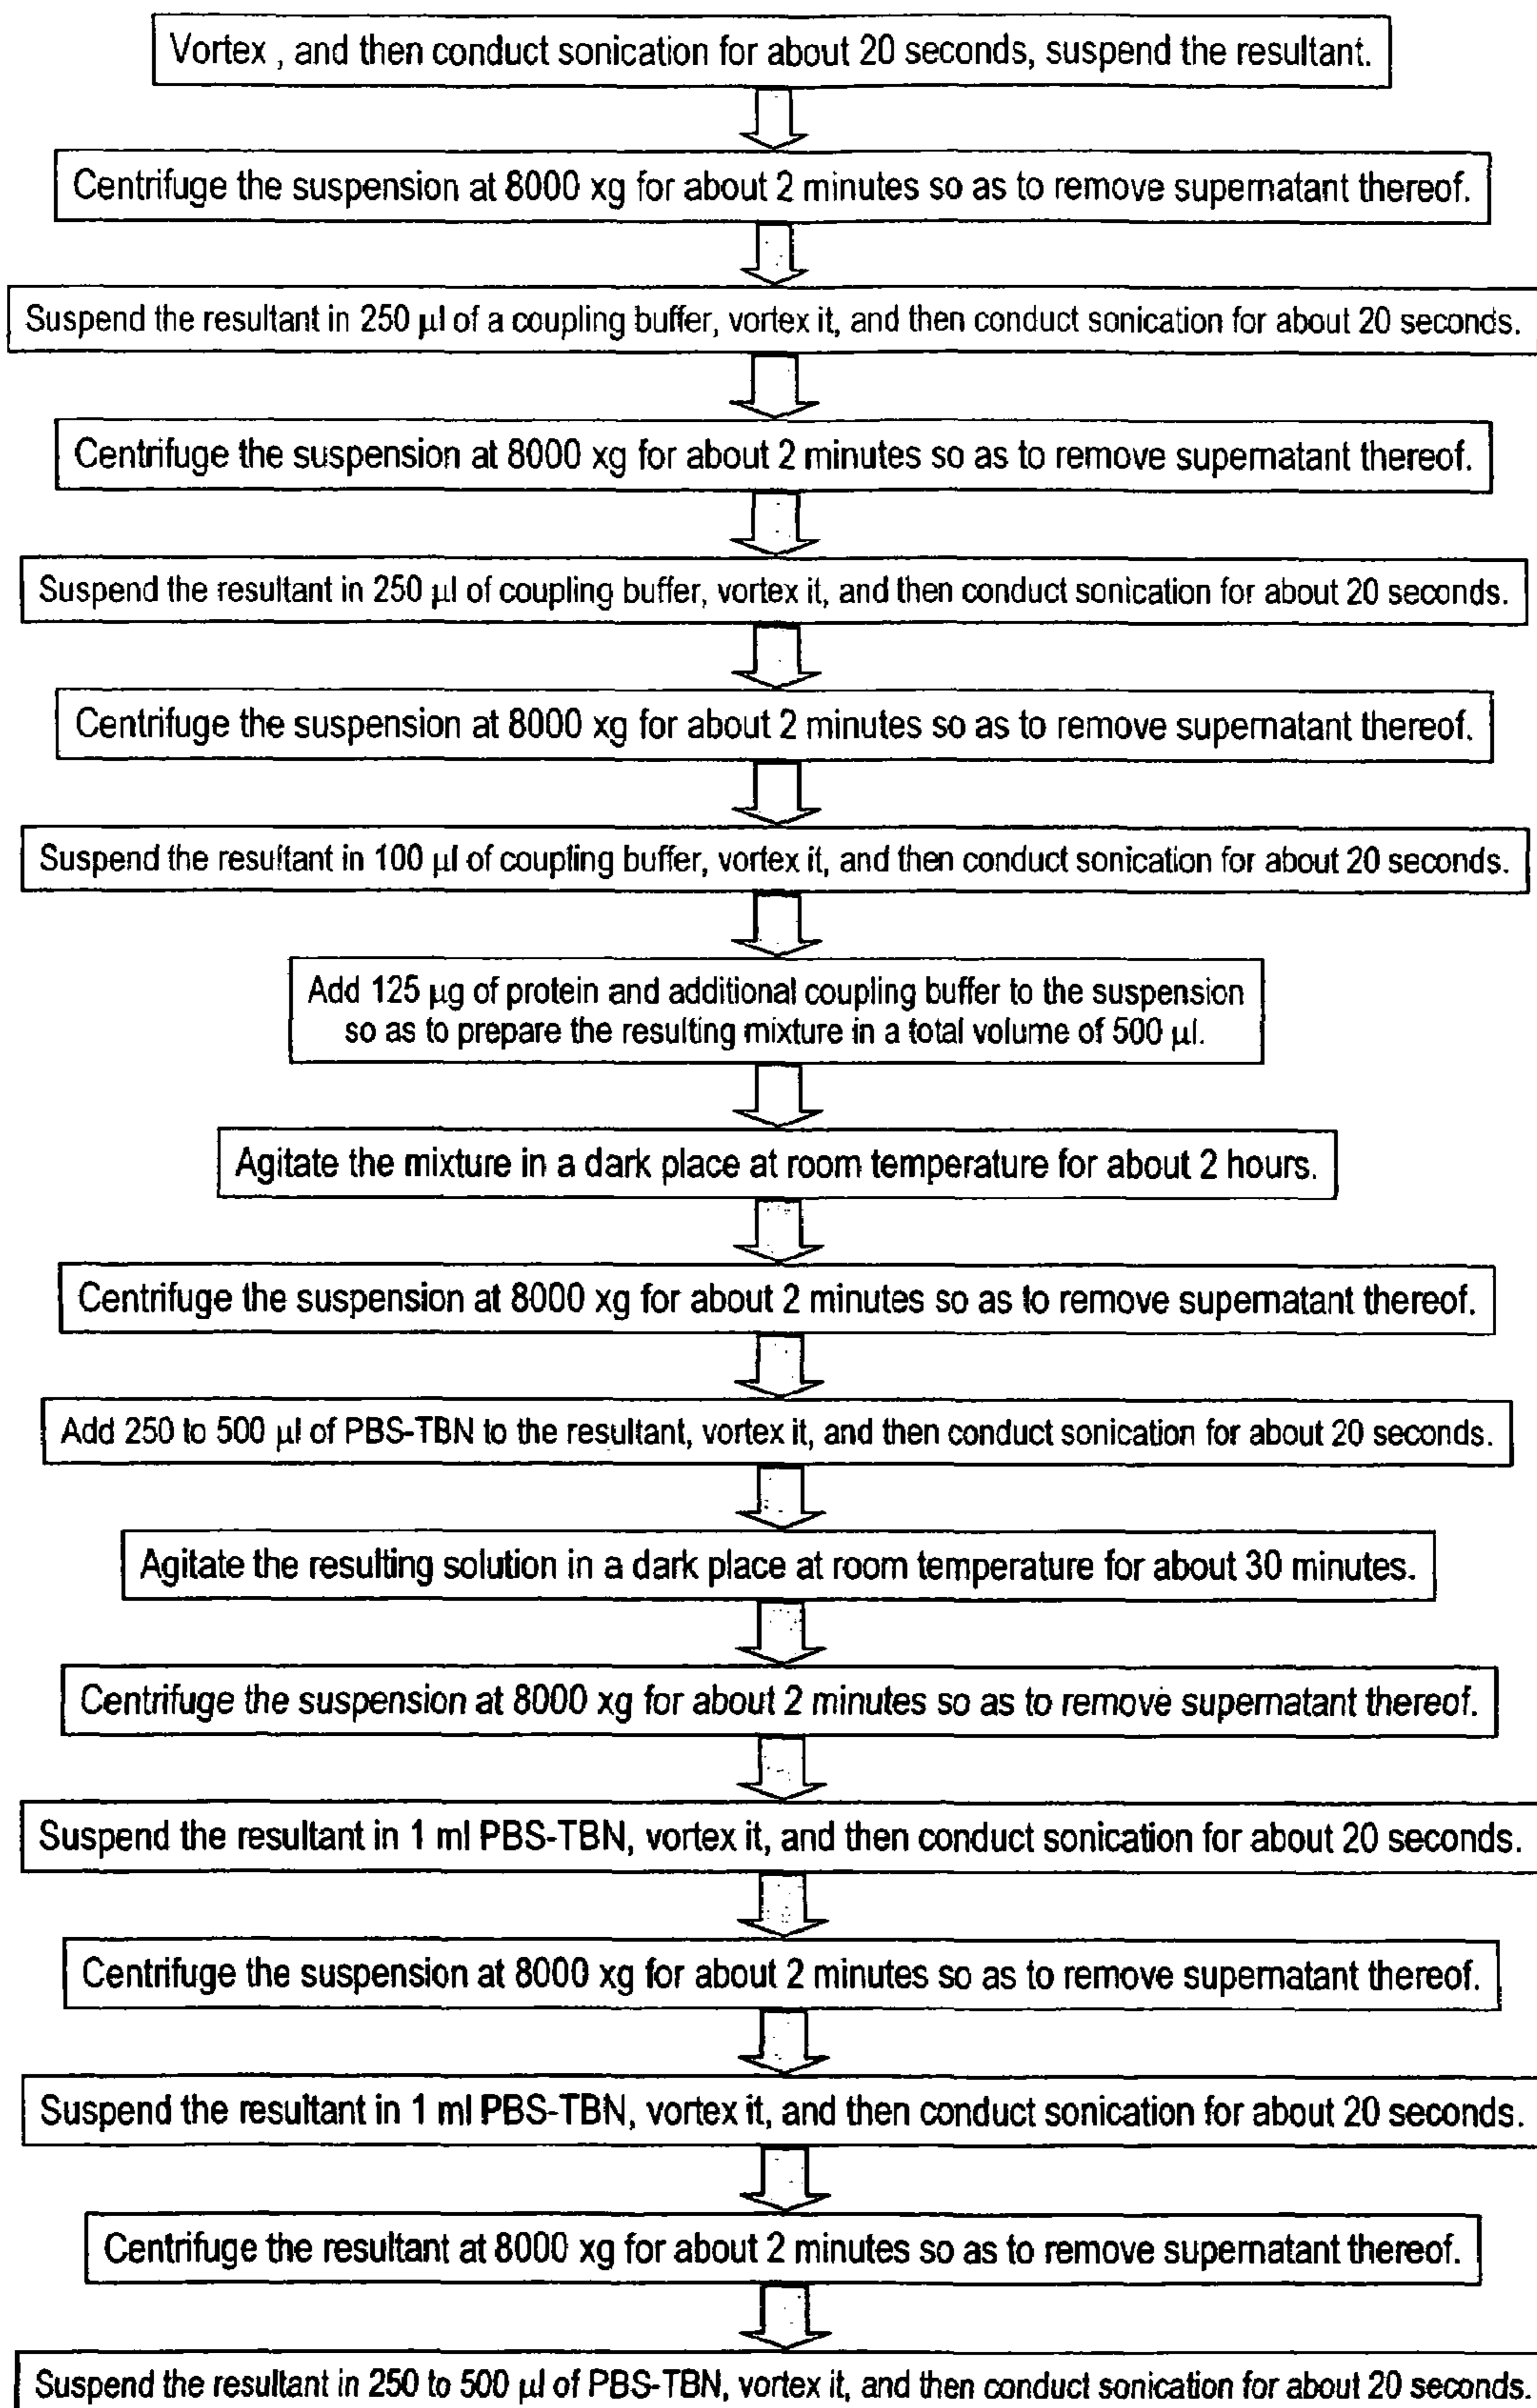 Vortex , and then conduct sonication for about 20 seconds, suspend the resultant.
Centrifuge the suspension at 8000 xg for about 2 minutes so as to remove supernatant thereof.
Suspend the resultant in 250 µl of a coupling buffer, vortex it, and then conduct sonication for about 20 seconds.
Centrifuge the suspension at 8000 xg for about 2 minutes so as to remove supernatant thereof.
Suspend the resultant in 250 µl of coupling buffer, vortex it, and then conduct sonication for about 20 seconds.
Centrifuge the suspension at 8000 xg for about 2 minutes so as to remove supernatant thereof.
Suspend the resultant in 100 µl of coupling buffer, vortex it, and then conduct sonication for about 20 seconds.
Add 125 µg of protein and additional coupling buffer to the suspension
so as to prepare the resulting mixture in a total volume of 500 µl.
Agitate the mixture in a dark place at room temperature for about 2 hours.
Centrifuge the suspension at 8000 xg for about 2 minutes so as to remove supernatant thereof.
Add 250 to 500 µl of PBS-TBN to the resultant, vortex it, and then conduct sonication for about 20 seconds.
Agitate the resulting solution in a dark place at room temperature for about 30 minutes.
Centrifuge the suspension at 8000 xg for about 2 minutes so as to remove supernatant thereof.
Suspend the resultant in 1 ml PBS-TBN, vortex it, and then conduct sonication for about 20 seconds.
Centrifuge the suspension at 8000 xg for about 2 minutes so as to remove supernatant thereof.
Suspend the resultant in 1 ml PBS-TBN, vortex it, and then conduct sonication for about 20 seconds.
Centrifuge the resultant at 8000 xg for about 2 minutes so as to remove supernatant thereof.
Suspend the resultant in 250 to 500 µl of PBS-TBN, vortex it, and then conduct sonication for about 20 seconds.